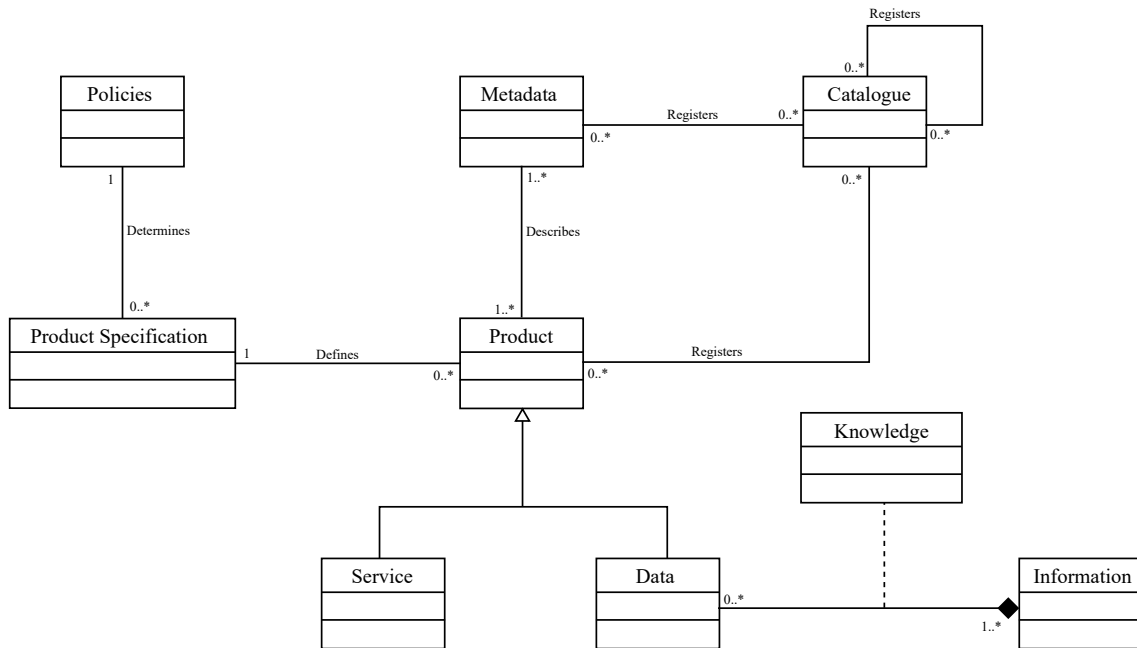 Registers
0..*
Policies
Metadata
Catalogue
Registers
0..*
0..*
0..*
1
1..*
0..*
Determines
Describes
0..*
1..*
Product Specification
Product
1
Defines
0..*
0..*
Registers
Knowledge
Service
Data
Information
0..*
1..*